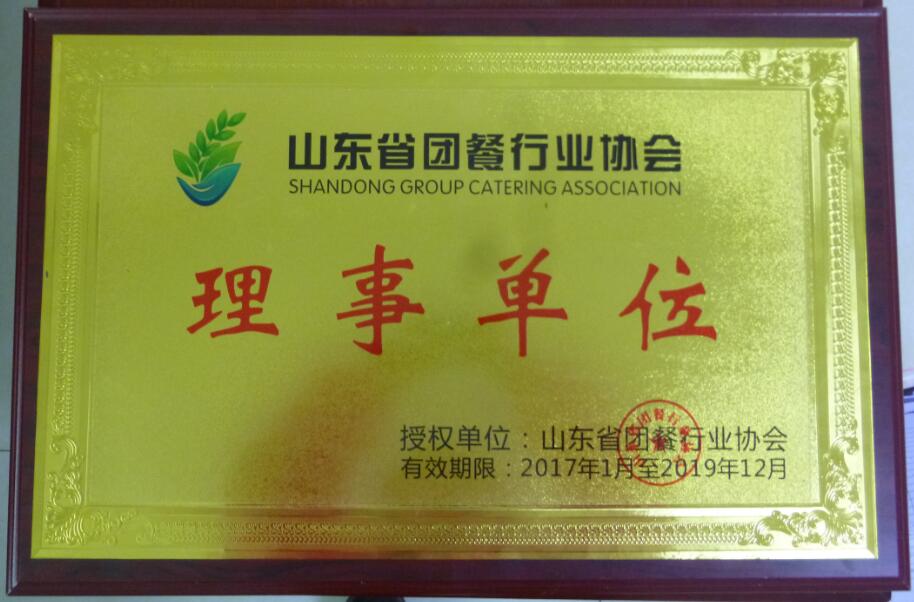 山东省团餐行业协会
SHANDONG GROUP CATERING ASSOCIATION
理事单位
授权单位：山东省团餐行业协会
有效期限：2017年1月至2019年12月